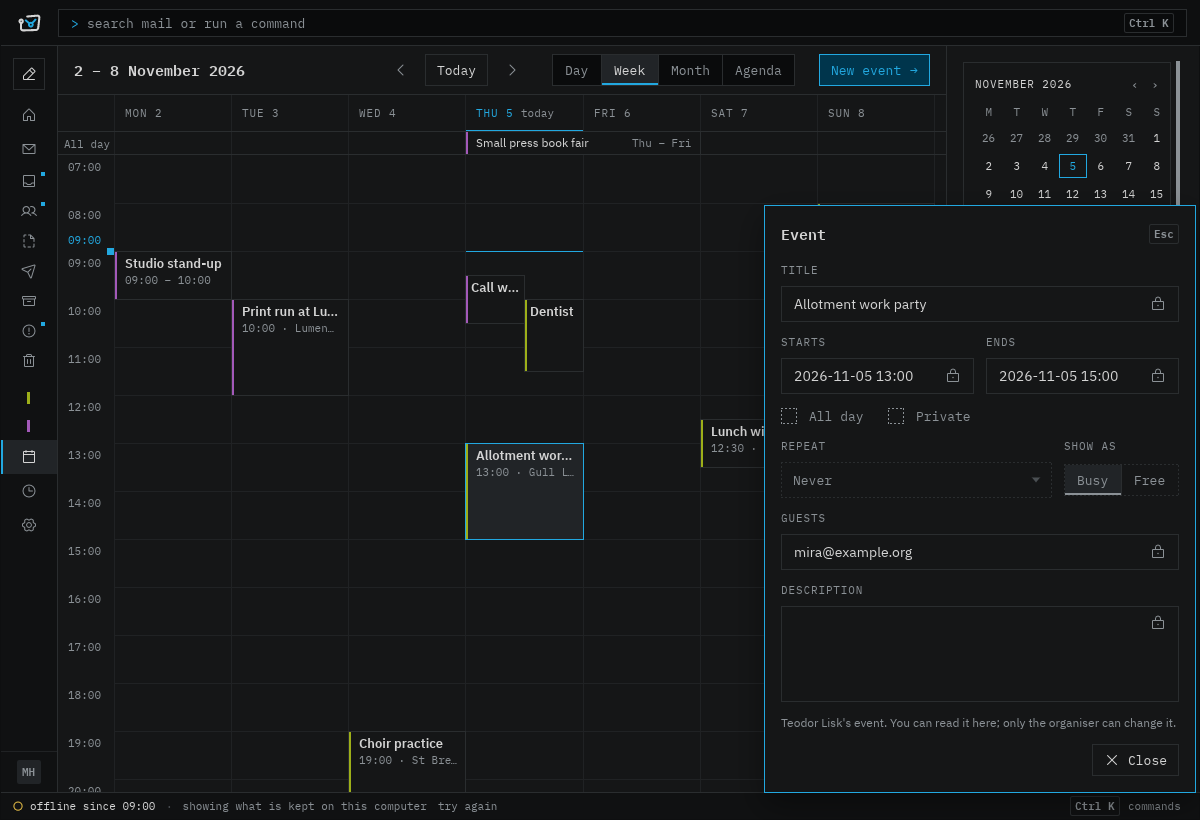 > search mail or run a command
Ctrl K
2 – 8 November 2026
Today
Day
Week
Month
Agenda
New event →
MON 2
TUE 3
WED 4
THU 5 today
FRI 6
SAT 7
SUN 8
All day
Small press book fair
Thu – Fri
07:00
08:00
09:00
09:00
10:00
11:00
12:00
13:00
14:00
15:00
16:00
17:00
18:00
19:00
20:00
Studio stand-up
09:00 – 10:00
Print run at Lu…
10:00 · Lumen…
Call w…
Dentist
Allotment wor…
13:00 · Gull L…
Lunch wi
12:30 ·
Choir practice
19:00 · St Bre…
NOVEMBER 2026
‹ ›
M T W T F S S
26 27 28 29 30 31 1
2 3 4 5 6 7 8
9 10 11 12 13 14 15
Event
Esc
TITLE
Allotment work party
STARTS
ENDS
2026-11-05 13:00
2026-11-05 15:00
All day
Private
REPEAT
SHOW AS
Never
Busy
Free
GUESTS
mira@example.org
DESCRIPTION
Teodor Lisk's event. You can read it here; only the organiser can change it.
Close
MH
offline since 09:00 · showing what is kept on this computer try again
Ctrl K commands